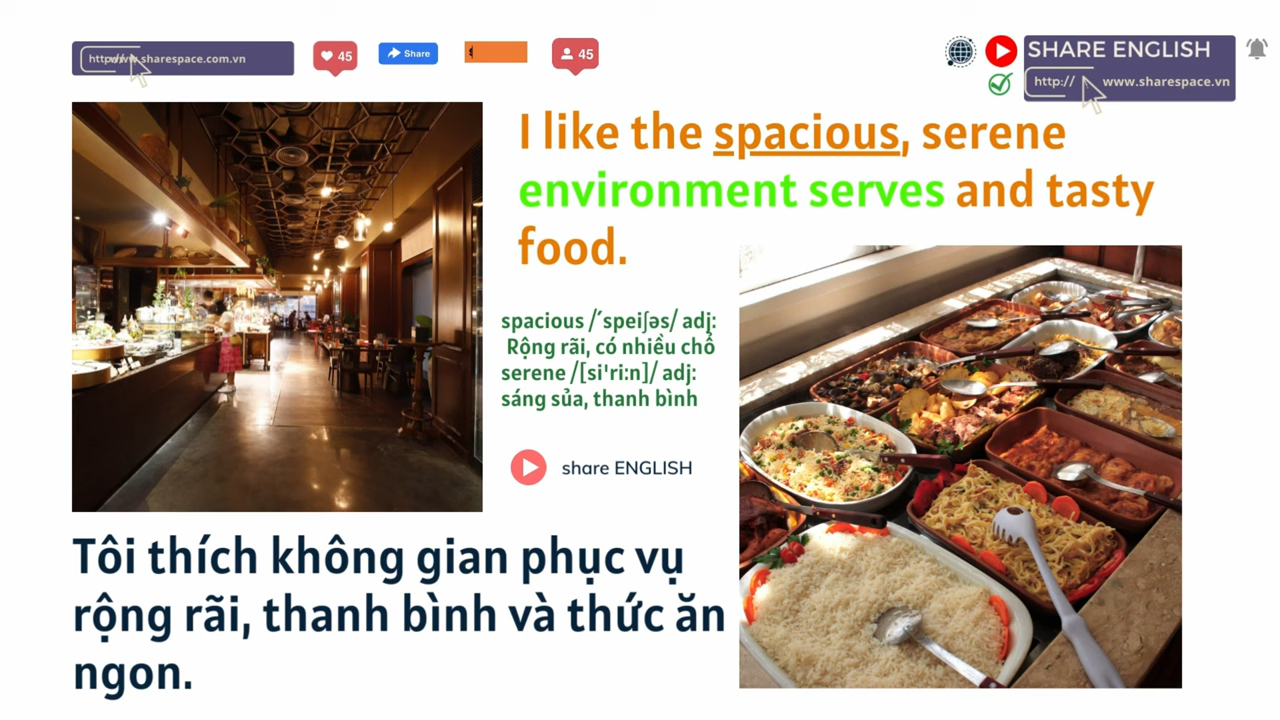 http://www.sharespace.com.vn
45
Share
45
SHARE ENGLISH
http:// www.sharespace.vn
I like the spacious, serene
environment serves and tasty
food.
spacious /´speiʃəs/ adj:
Rộng rãi, có nhiều chổ
serene /[si'ri:n]/ adj:
sáng sủa, thanh bình
share ENGLISH
Tôi thích không gian phục vụ
rộng rãi, thanh bình và thức ăn
ngon.